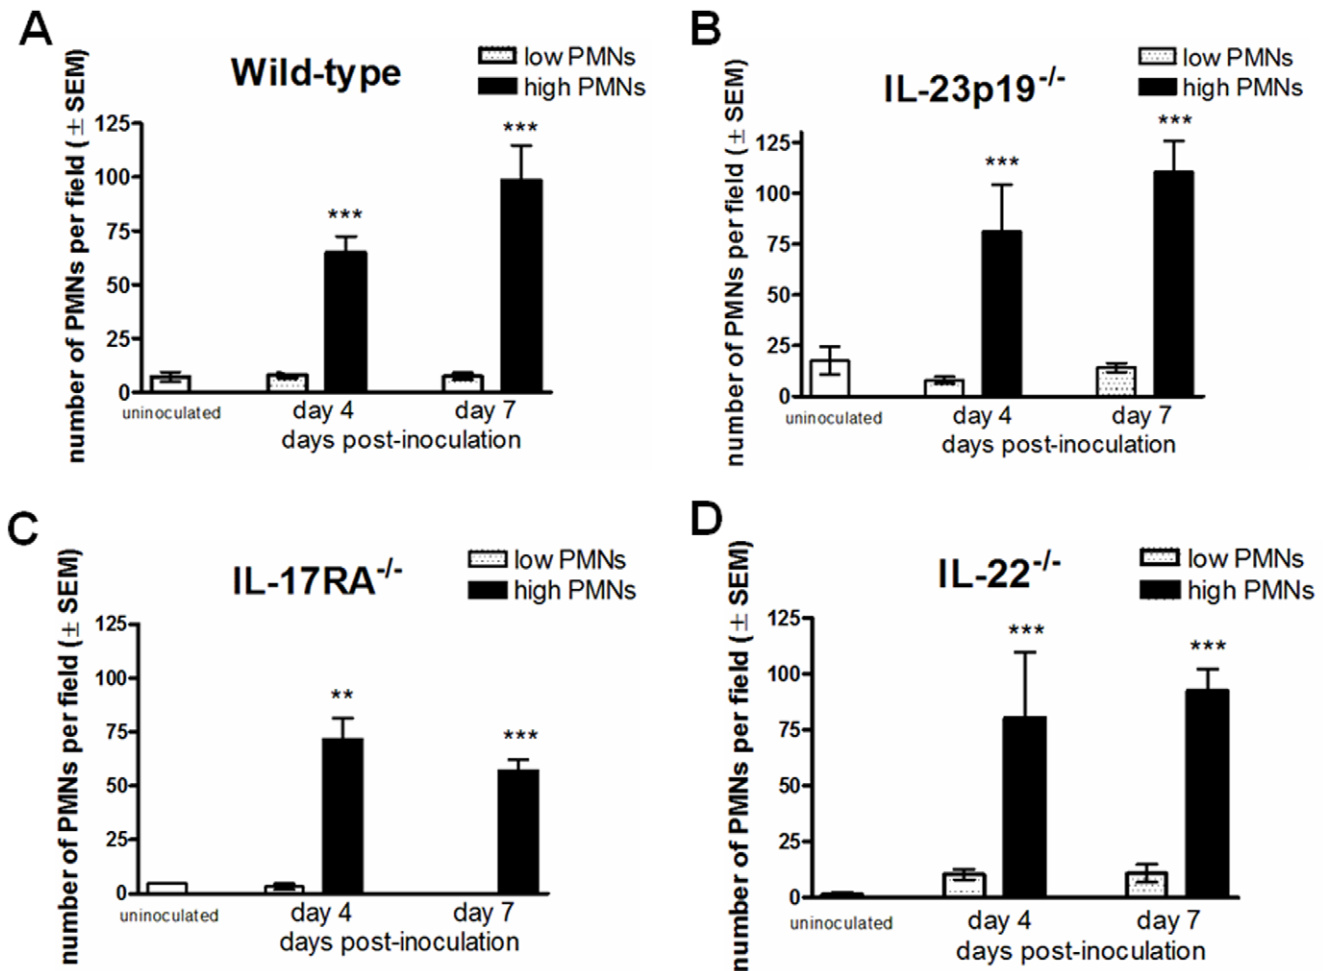 A
Wild-type
low PMNs
high PMNs
number of PMNs per field (± SEM)
125
100
75
50
25
0
***
***
uninoculated
day 4
day 7
days post-inoculation
B
IL-23p19-/-
low PMNs
high PMNs
number of PMNs per field (± SEM)
125
100
75
50
25
0
***
***
uninoculated
day 4
day 7
days post-inoculation
C
IL-17RA-/-
low PMNs
high PMNs
number of PMNs per field (± SEM)
125
100
75
50
25
0
**
***
uninoculated
day 4
day 7
days post-inoculation
D
IL-22-/-
low PMNs
high PMNs
number of PMNs per field (± SEM)
125
100
75
50
25
0
***
***
uninoculated
day 4
day 7
days post-inoculation